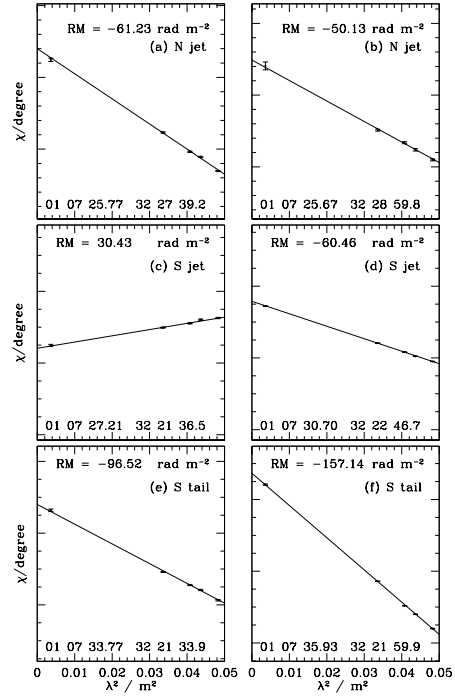 RM = −61.23 rad m−2
(a) N jet
χ/degree
01 07 25.77 32 27 39.2
RM = −50.13 rad m−2
(b) N jet
01 07 25.67 32 28 59.8
RM = 30.43 rad m−2
(c) S jet
χ/degree
01 07 27.21 32 21 36.5
RM = −60.46 rad m−2
(d) S jet
01 07 30.70 32 22 46.7
RM = −96.52 rad m−2
(e) S tail
χ/degree
01 07 33.77 32 21 33.9
0 0.01 0.02 0.03 0.04 0.05
λ² / m²
RM = −157.14 rad m−2
(f) S tail
01 07 35.93 32 21 59.9
0 0.01 0.02 0.03 0.04 0.05
λ² / m²